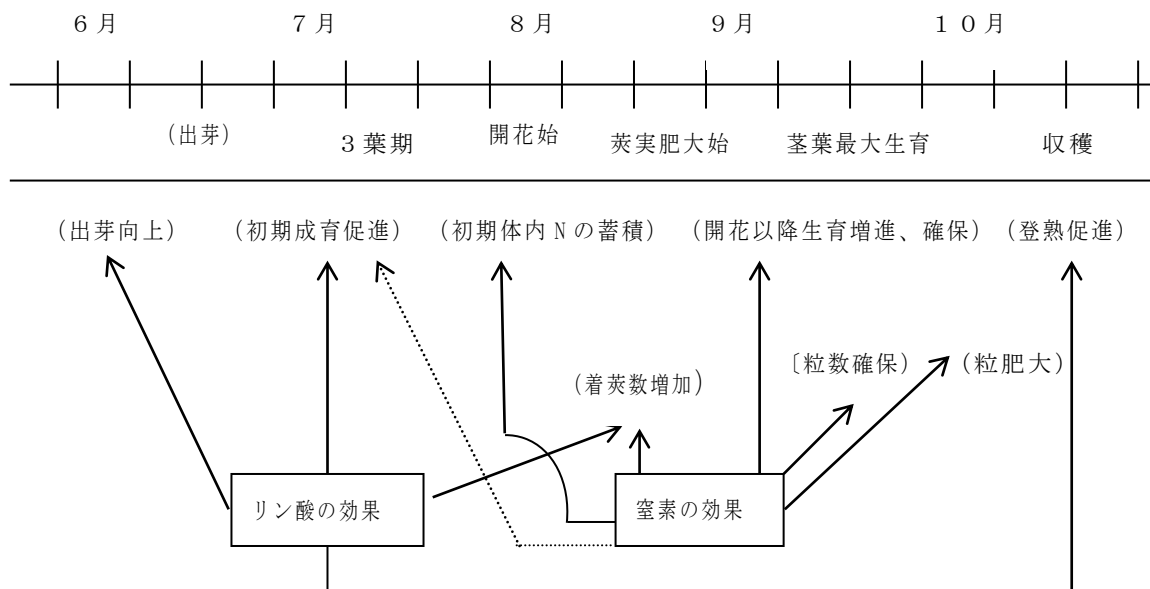 ６月 ７月 ８月 ９月 １０月
（出芽） ３葉期 開花始 莢実肥大始 茎葉最大生育 収穫
（出芽向上） （初期成育促進） （初期体内Nの蓄積） （開花以降生育増進、確保） （登熟促進）
（着莢数増加） 〔粒数確保） （粒肥大）
リン酸の効果 窒素の効果